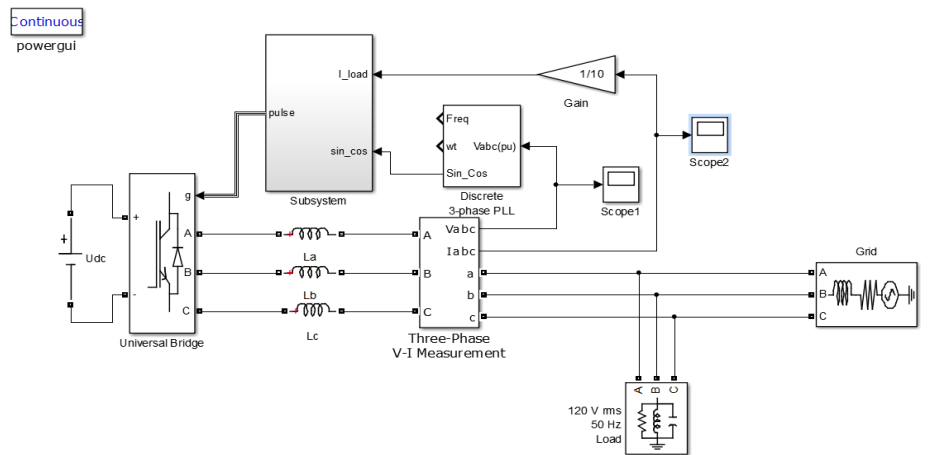 Continuous
powergui
I_load
pulse
sin_cos
Subsystem
1/10
Gain
Freq
wt
Vabc(pu)
Sin_Cos
Discrete
3-phase PLL
Scope1
Scope2
Udc
+
+
-
g
A
B
C
Universal Bridge
La
Lb
Lc
A
B
C
Vabc
Iabc
a
b
c
Three-Phase
V-I Measurement
Grid
A
B
C
A
B
C
120 V rms
50 Hz
Load